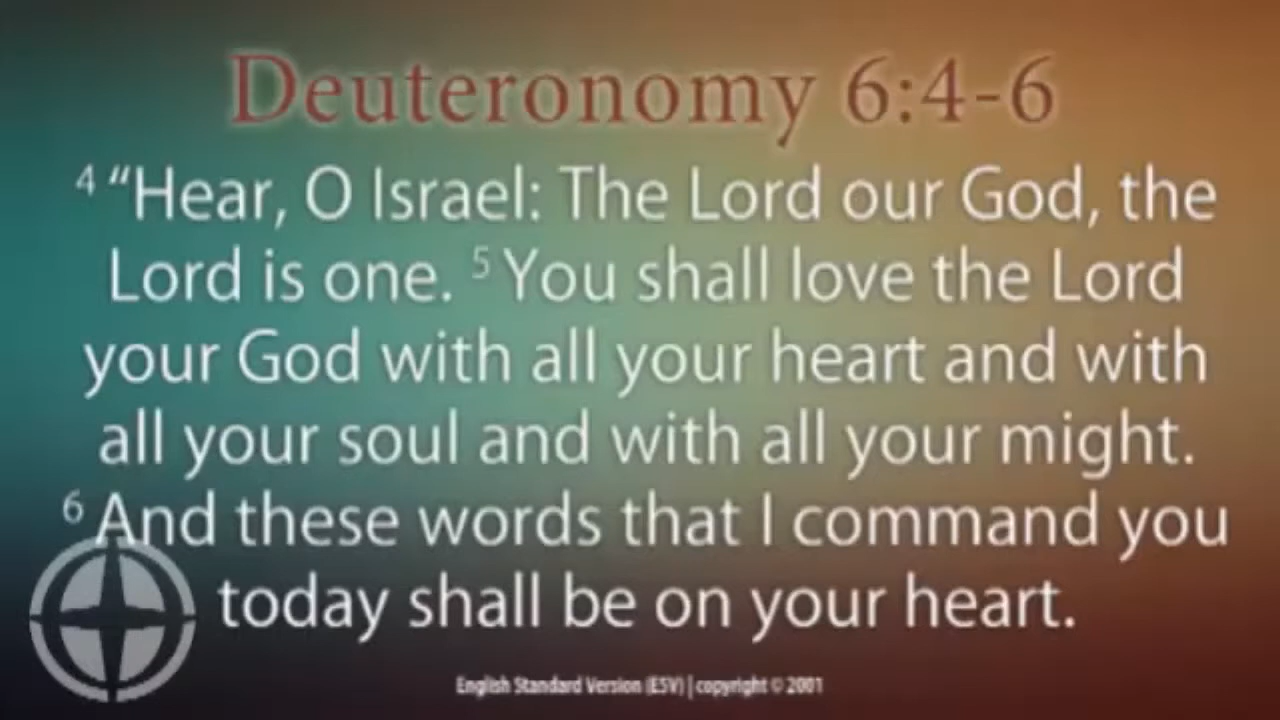 Deuteronomy 6:4-6
4 “Hear, O Israel: The Lord our God, the
Lord is one. 5 You shall love the Lord
your God with all your heart and with
all your soul and with all your might.
6 And these words that I command you
today shall be on your heart.
English Standard Version (ESV) | copyright © 2001